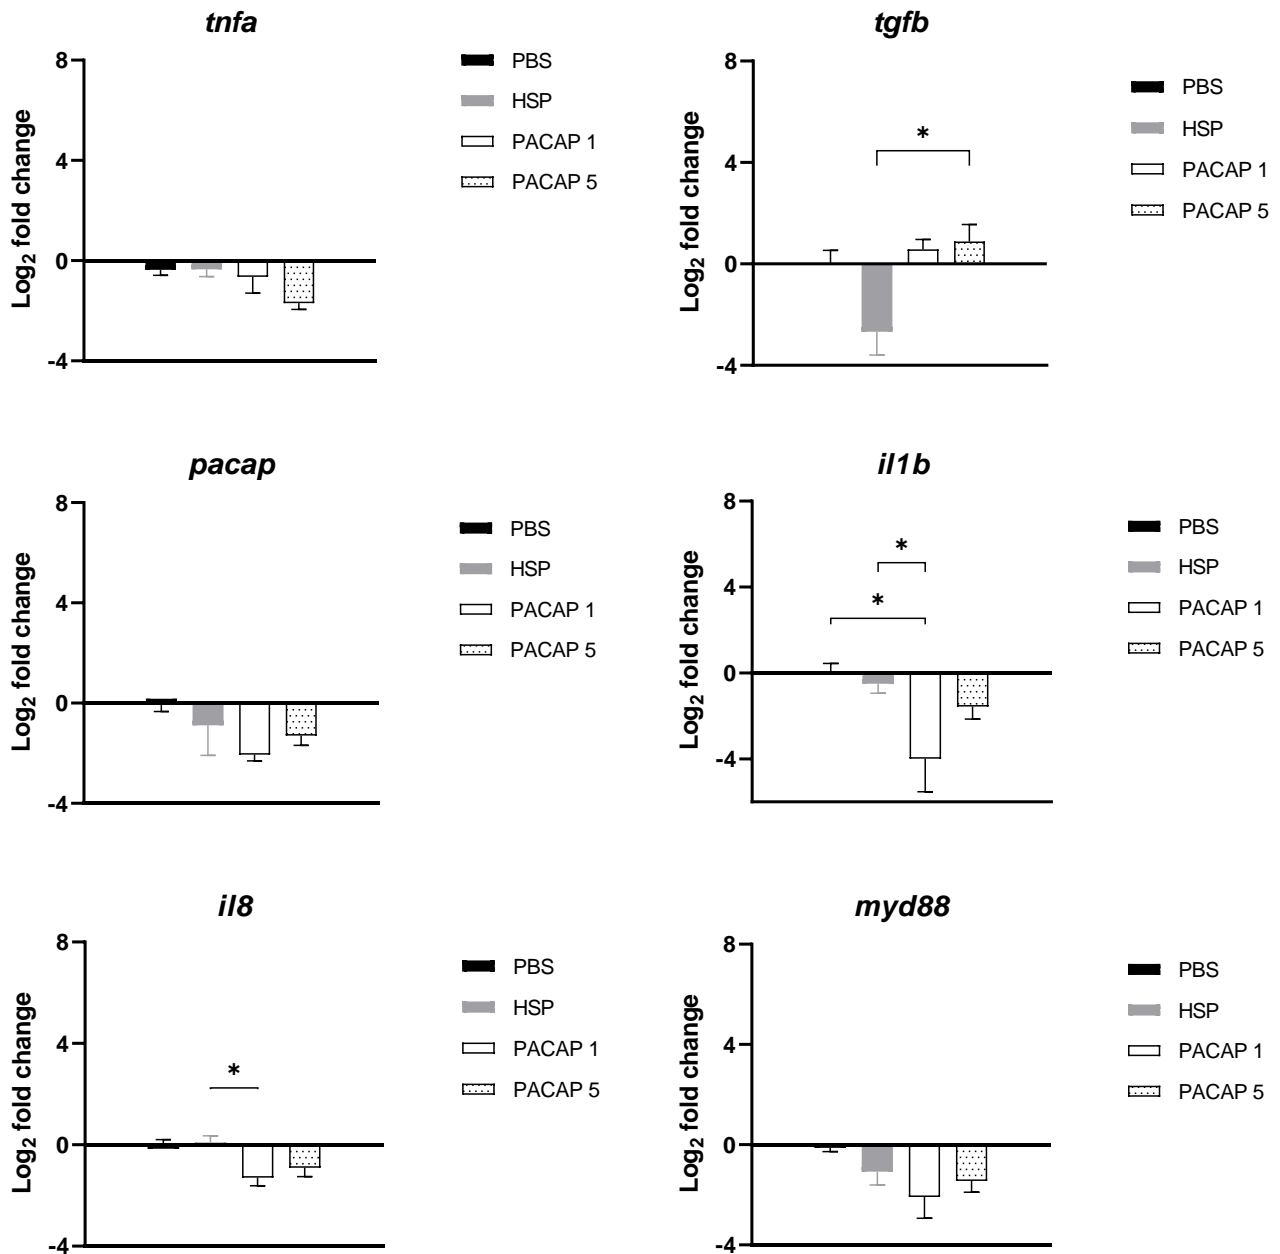 tnfa
8
4
0
-4
Log2 fold change
PBS
HSP
PACAP 1
PACAP 5
tgfb
8
4
0
-4
Log2 fold change
*
PBS
HSP
PACAP 1
PACAP 5
pacap
8
4
0
-4
Log2 fold change
PBS
HSP
PACAP 1
PACAP 5
il1b
8
4
0
-4
Log2 fold change
*
*
PBS
HSP
PACAP 1
PACAP 5
il8
8
4
0
-4
Log2 fold change
*
PBS
HSP
PACAP 1
PACAP 5
myd88
8
4
0
-4
Log2 fold change
PBS
HSP
PACAP 1
PACAP 5